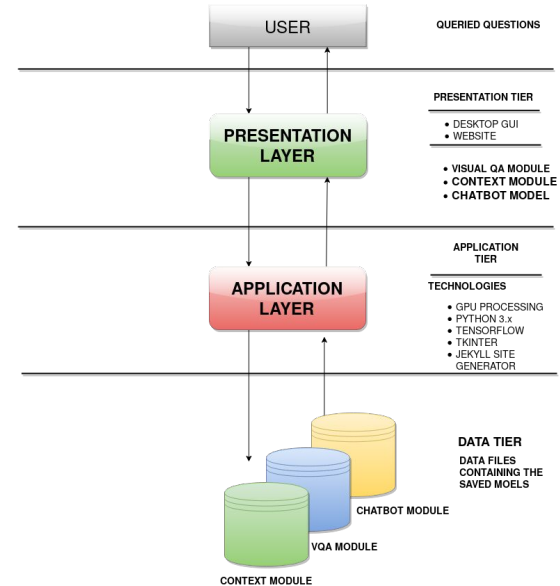 USER
QUERIED QUESTIONS
PRESENTATION TIER
PRESENTATION
LAYER
• DESKTOP GUI
• WEBSITE
• VISUAL QA MODULE
• CONTEXT MODULE
• CHATBOT MODEL
APPLICATION
TIER
APPLICATION
LAYER
TECHNOLOGIES
• GPU PROCESSING
• PYTHON 3.x
• TENSORFLOW
• TKINTER
• JEKYLL SITE
GENERATOR
DATA TIER
DATA FILES
CONTAINING THE
SAVED MOELS
CHATBOT MODULE
VQA MODULE
CONTEXT MODULE